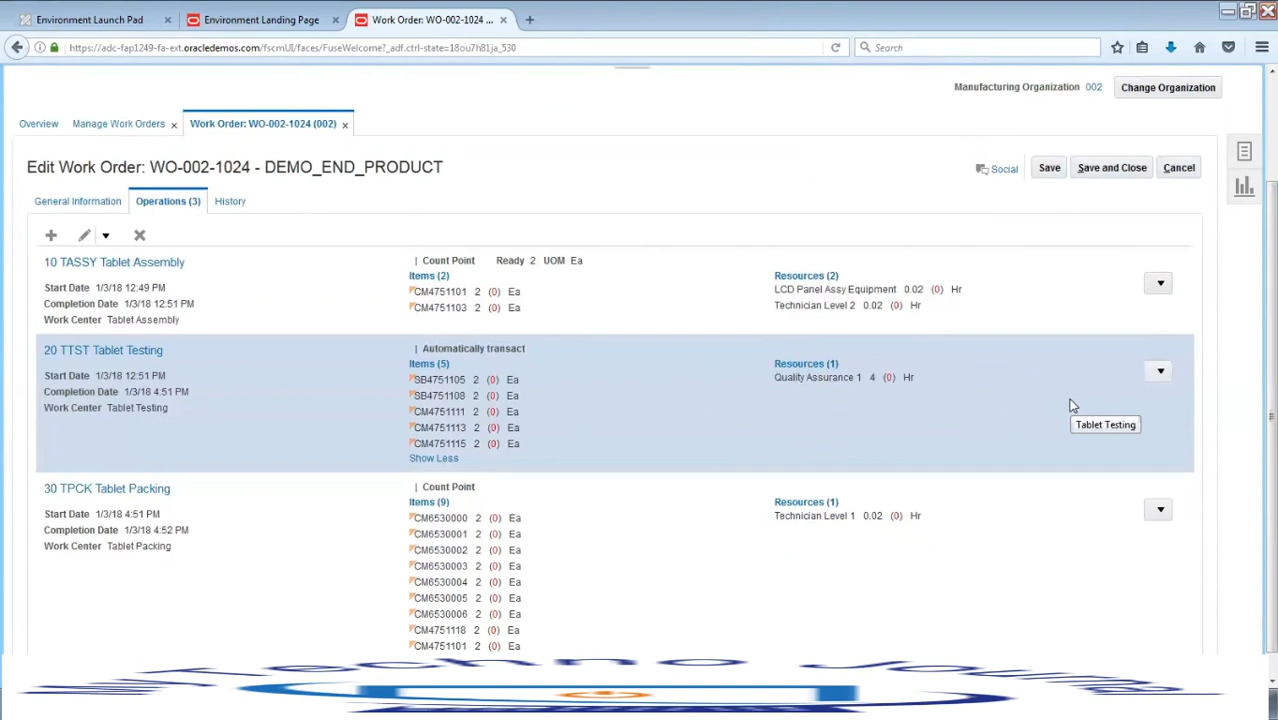 Environment Launch Pad
Environment Landing Page
Work Order: WO-002-1024 ...
https://adc-fap1249-fa-ext.oracledemos.com/fscmUI/faces/FuseWelcome?_adf.ctrl-state=18ou7h81ja_530
Search
Manufacturing Organization 002
Change Organization
Overview
Manage Work Orders
Work Order: WO-002-1024 (002)
Edit Work Order: WO-002-1024 - DEMO_END_PRODUCT
Social
Save
Save and Close
Cancel
General Information
Operations (3)
History
10 TASSY Tablet Assembly
Start Date 1/3/18 12:49 PM
Completion Date 1/3/18 12:51 PM
Work Center Tablet Assembly
| Count Point Ready 2 UOM Ea
Items (2)
CM4751101 2 (0) Ea
CM4751103 2 (0) Ea
Resources (2)
LCD Panel Assy Equipment 0.02 (0) Hr
Technician Level 2 0.02 (0) Hr
20 TTST Tablet Testing
Start Date 1/3/18 12:51 PM
Completion Date 1/3/18 4:51 PM
Work Center Tablet Testing
| Automatically transact
Items (5)
SB4751105 2 (0) Ea
SB4751108 2 (0) Ea
CM4751111 2 (0) Ea
CM4751113 2 (0) Ea
CM4751115 2 (0) Ea
Show Less
Resources (1)
Quality Assurance 1 4 (0) Hr
Tablet Testing
30 TPCK Tablet Packing
Start Date 1/3/18 4:51 PM
Completion Date 1/3/18 4:52 PM
Work Center Tablet Packing
| Count Point
Items (9)
CM6530000 2 (0) Ea
CM6530001 2 (0) Ea
CM6530002 2 (0) Ea
CM6530003 2 (0) Ea
CM6530004 2 (0) Ea
CM6530005 2 (0) Ea
CM6530006 2 (0) Ea
CM4751118 2 (0) Ea
CM4751101 2 (0) Ea
Resources (1)
Technician Level 1 0.02 (0) Hr